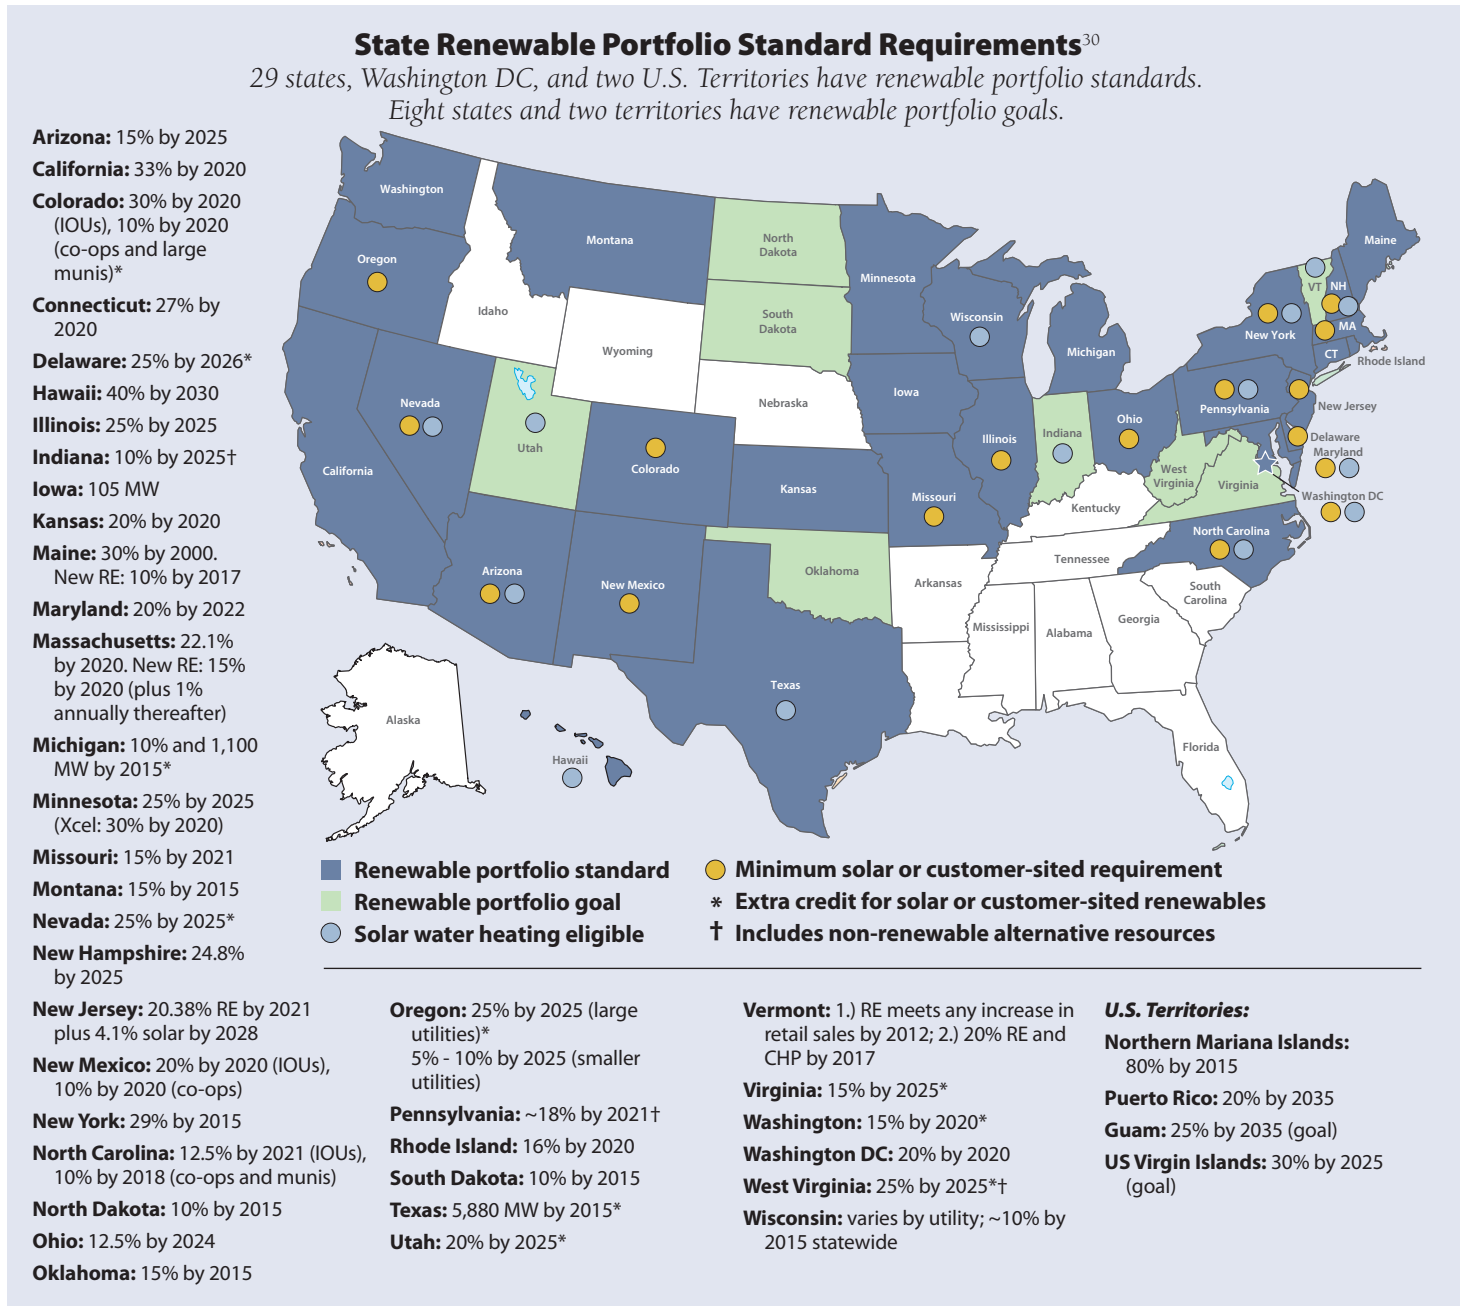 State Renewable Portfolio Standard Requirements30
29 states, Washington DC, and two U.S. Territories have renewable portfolio standards.
Eight states and two territories have renewable portfolio goals.
Arizona: 15% by 2025
California: 33% by 2020
Colorado: 30% by 2020
(IOUs), 10% by 2020
(co-ops and large
munis)*
Connecticut: 27% by
2020
Delaware: 25% by 2026*
Hawaii: 40% by 2030
Illinois: 25% by 2025
Indiana: 10% by 2025†
Iowa: 105 MW
Kansas: 20% by 2020
Maine: 30% by 2000.
New RE: 10% by 2017
Maryland: 20% by 2022
Massachusetts: 22.1%
by 2020. New RE: 15%
by 2020 (plus 1%
annually thereafter)
Michigan: 10% and 1,100
MW by 2015*
Minnesota: 25% by 2025
(Xcel: 30% by 2020)
Missouri: 15% by 2021
Montana: 15% by 2015
Nevada: 25% by 2025*
New Hampshire: 24.8%
by 2025
New Jersey: 20.38% RE by 2021
plus 4.1% solar by 2028
New Mexico: 20% by 2020 (IOUs),
10% by 2020 (co-ops)
New York: 29% by 2015
North Carolina: 12.5% by 2021 (IOUs),
10% by 2018 (co-ops and munis)
North Dakota: 10% by 2015
Ohio: 12.5% by 2024
Oklahoma: 15% by 2015
Washington
Oregon
Montana
Idaho
Wyoming
North
Dakota
South
Dakota
Minnesota
Wisconsin
Michigan
Maine
VT
NH
New York
MA
CT
Rhode Island
Nevada
Utah
California
Colorado
Nebraska
Iowa
Kansas
Illinois
Indiana
Ohio
Pennsylvania
New Jersey
Delaware
Maryland
Washington DC
West
Virginia
Virginia
Missouri
Kentucky
North Carolina
Tennessee
Arizona
New Mexico
Oklahoma
Arkansas
South
Carolina
Mississippi
Alabama
Georgia
Texas
Florida
Alaska
Hawaii
Renewable portfolio standard
Renewable portfolio goal
Solar water heating eligible
Minimum solar or customer-sited requirement
* Extra credit for solar or customer-sited renewables
† Includes non-renewable alternative resources
Oregon: 25% by 2025 (large
utilities)*
5% - 10% by 2025 (smaller
utilities)
Pennsylvania: ~18% by 2021†
Rhode Island: 16% by 2020
South Dakota: 10% by 2015
Texas: 5,880 MW by 2015*
Utah: 20% by 2025*
Vermont: 1.) RE meets any increase in
retail sales by 2012; 2.) 20% RE and
CHP by 2017
Virginia: 15% by 2025*
Washington: 15% by 2020*
Washington DC: 20% by 2020
West Virginia: 25% by 2025*†
Wisconsin: varies by utility; ~10% by
2015 statewide
U.S. Territories:
Northern Mariana Islands:
80% by 2015
Puerto Rico: 20% by 2035
Guam: 25% by 2035 (goal)
US Virgin Islands: 30% by 2025
(goal)